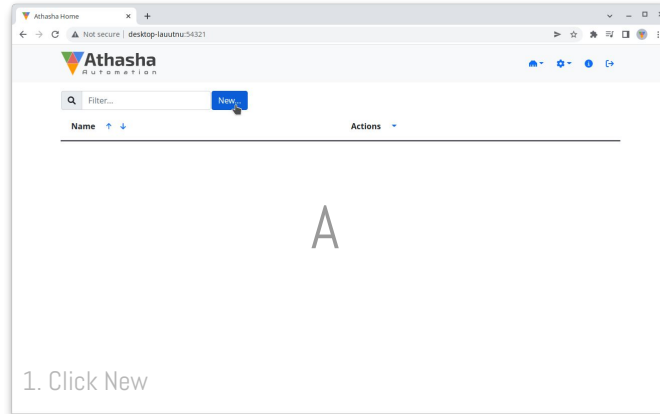 Athasha Home
Not secure | desktop-lauutnu:54321
Athasha
Automation
Filter... New...
Name Actions
A
1. Click New